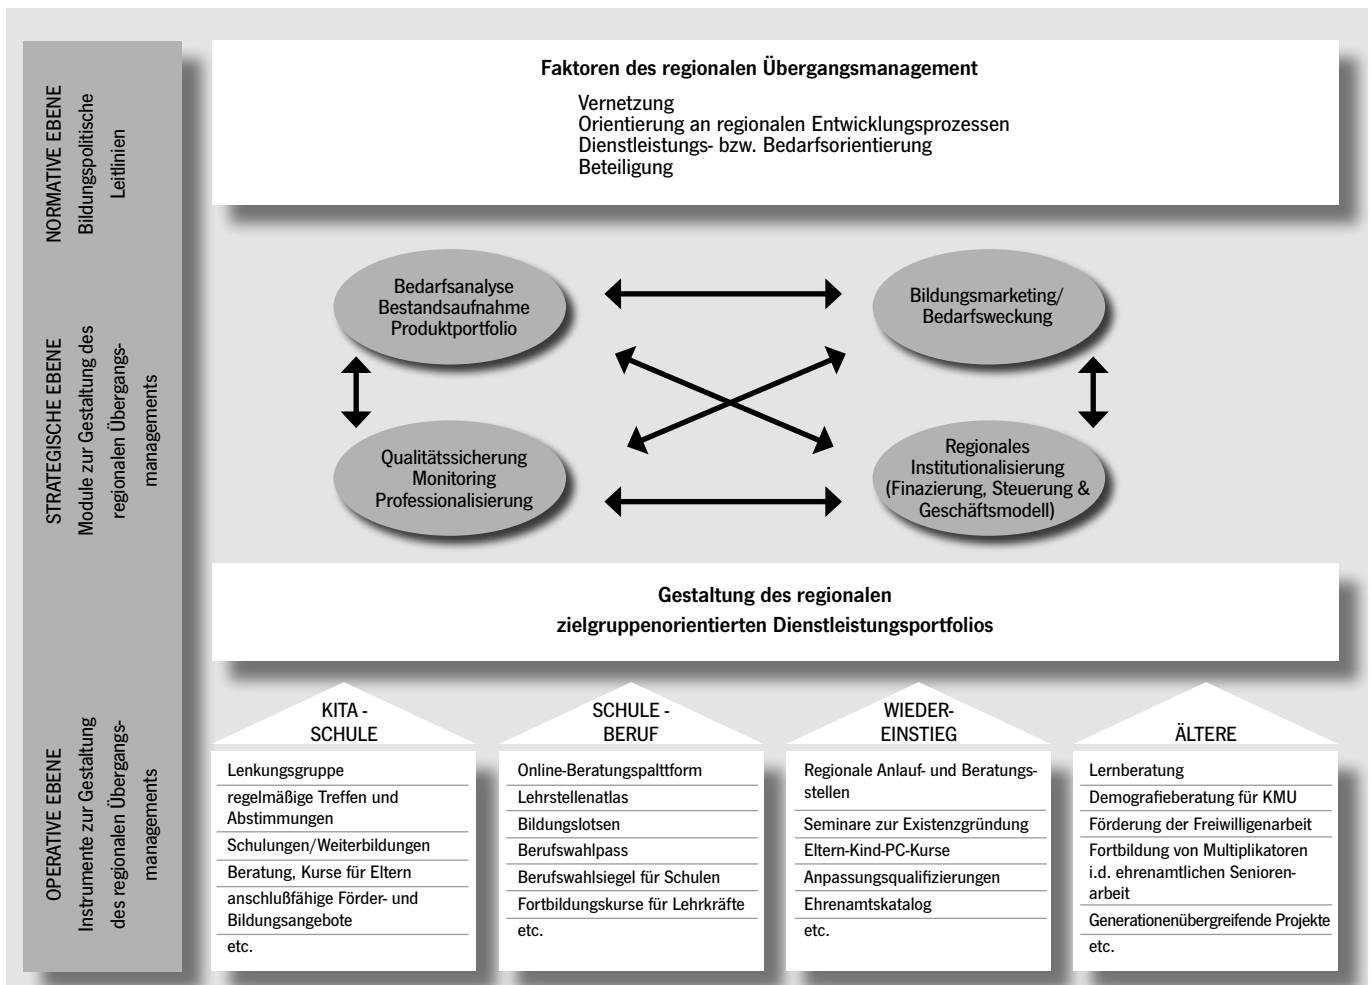 NORMATIVE EBENE
Bildungspolitische
Leitlinien
Faktoren des regionalen Übergangsmanagement
Vernetzung
Orientierung an regionalen Entwicklungsprozessen
Dienstleistungs- bzw. Bedarfsorientierung
Beteiligung
STRATEGISCHE EBENE
Module zur Gestaltung des
regionalen Übergangs-
managements
Bedarfsanalyse
Bestandsaufnahme
Produktportfolio
Bildungsmarketing/
Bedarfsweckung
Qualitätssicherung
Monitoring
Professionalisierung
Regionales
Institutionalisierung
(Finazierung, Steuerung &
Geschäftsmodell)
Gestaltung des regionalen
zielgruppenorientierten Dienstleistungsportfolios
OPERATIVE EBENE
Instrumente zur Gestaltung
des regionalen Übergangs-
managements
KITA -
SCHULE
Lenkungsgruppe
regelmäßige Treffen und
Abstimmungen
Schulungen/Weiterbildungen
Beratung, Kurse für Eltern
anschlußfähige Förder- und
Bildungsangebote
etc.
SCHULE -
BERUF
Online-Beratungspalttform
Lehrstellenatlas
Bildungslotsen
Berufswahlpass
Berufswahlsiegel für Schulen
Fortbildungskurse für Lehrkräfte
etc.
WIEDER-
EINSTIEG
Regionale Anlauf- und Beratungs-
stellen
Seminare zur Existenzgründung
Eltern-Kind-PC-Kurse
Anpassungsqualifizierungen
Ehrenamtskatalog
etc.
ÄLTERE
Lernberatung
Demografieberatung für KMU
Förderung der Freiwilligenarbeit
Fortbildung von Multiplikatoren
i.d. ehrenamtlichen Senioren-
arbeit
Generationenübergreifende Projekte
etc.